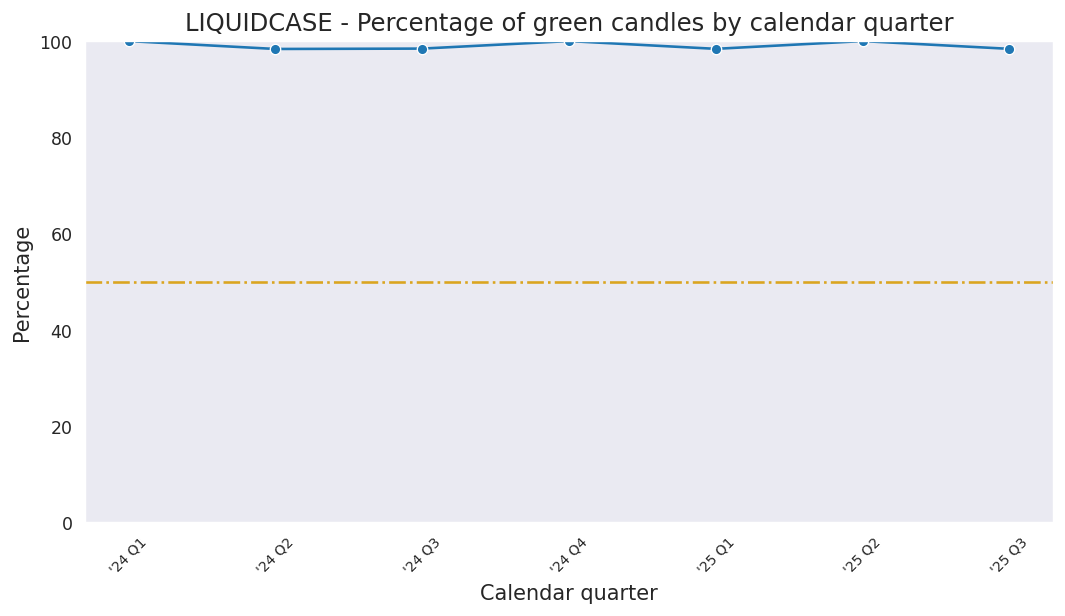 LIQUIDCASE - Percentage of green candles by calendar quarter
Percentage
100
80
60
40
20
0
'24 Q1
'24 Q2
'24 Q3
'24 Q4
'25 Q1
'25 Q2
'25 Q3
Calendar quarter